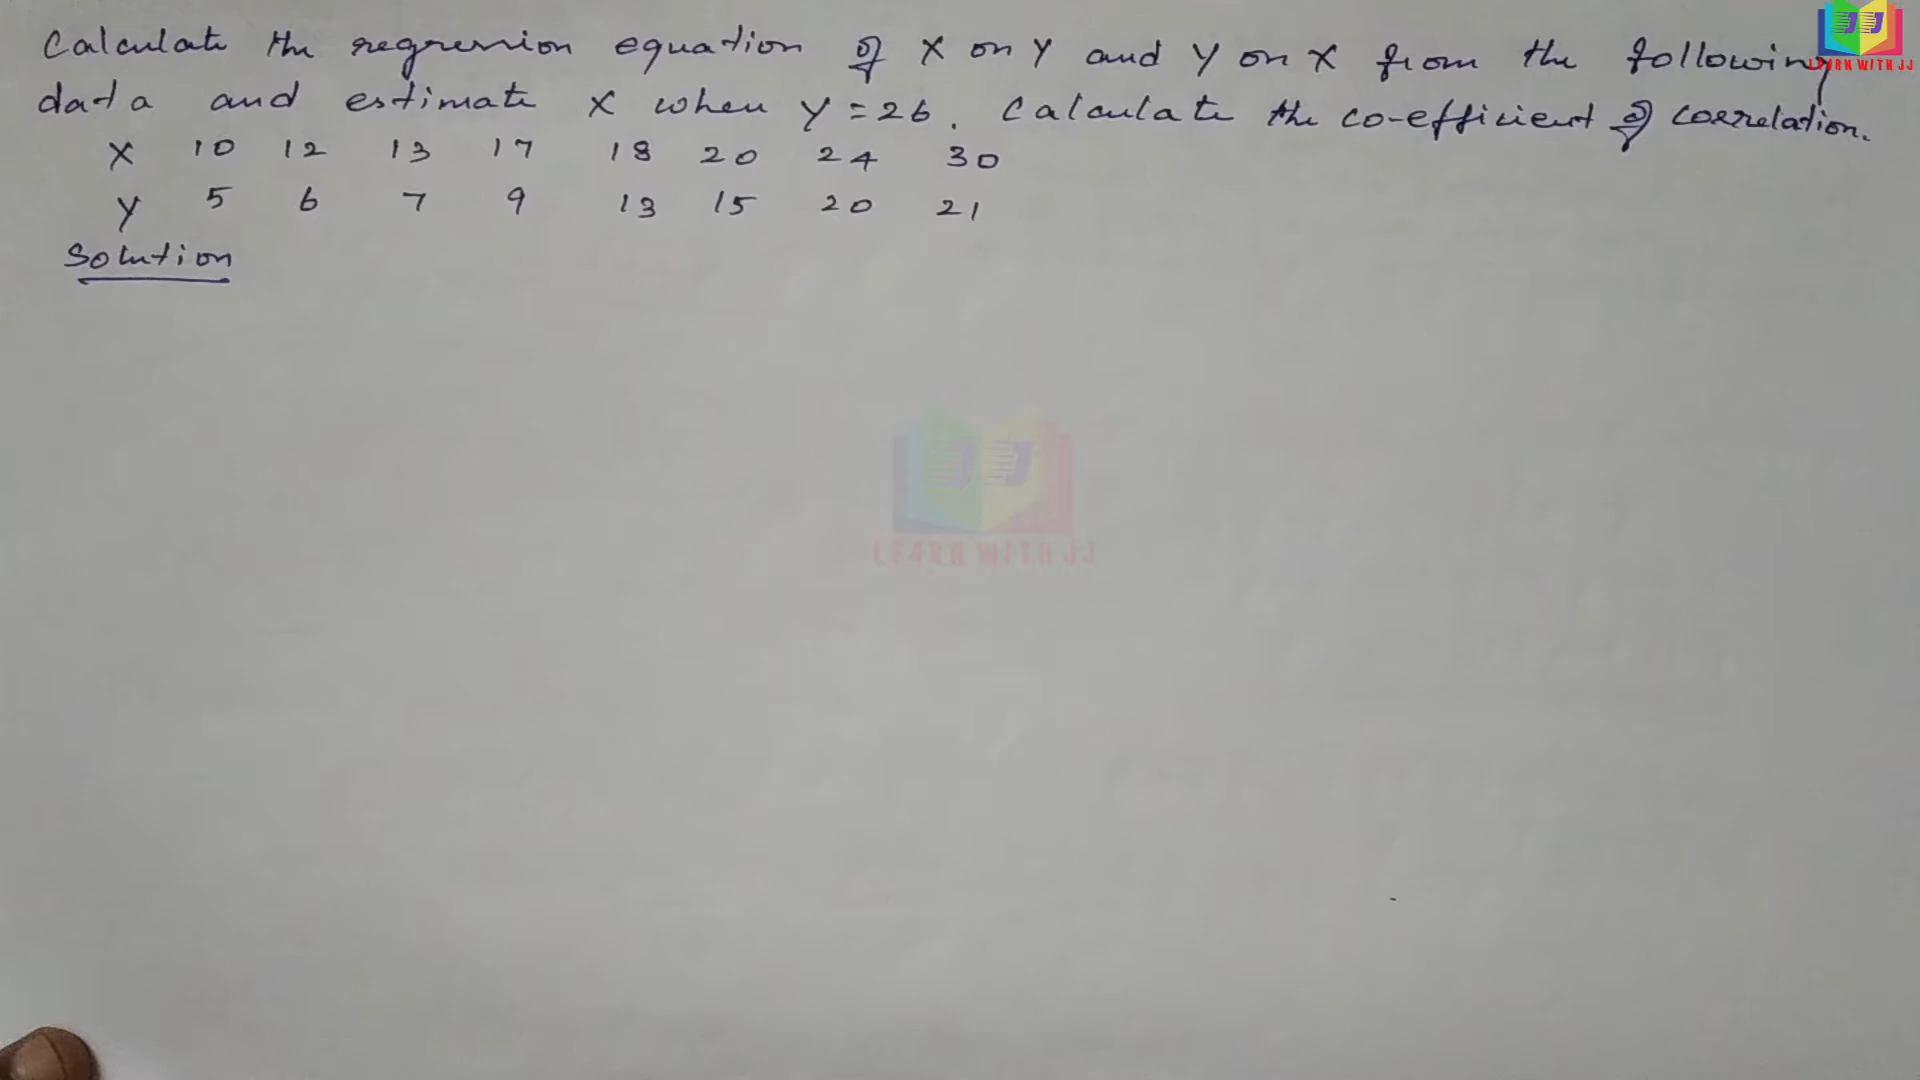 Calculate the regression equation of X on Y and Y on X from the following
data and estimate X when Y = 26. Calculate the co-efficient of correlation.
X 10 12 13 17 18 20 24 30
Y 5 6 7 9 13 15 20 21
Solution
LEARN WITH JJ
LEARN WITH JJ